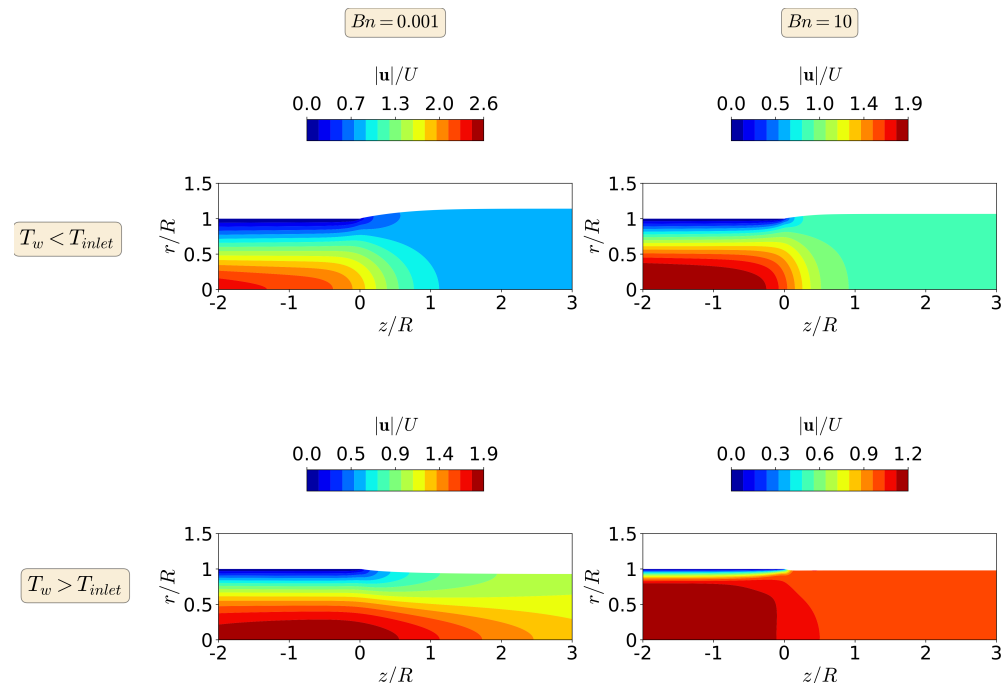 Bn = 0.001
Bn = 10
|u|/U
|u|/U
0.0 0.7 1.3 2.0 2.6
0.0 0.5 1.0 1.4 1.9
T_w < T_inlet
r/R
1.5
1
0.5
0
-2 -1 0 1 2 3
z/R
r/R
1.5
1
0.5
0
-2 -1 0 1 2 3
z/R
|u|/U
|u|/U
0.0 0.5 0.9 1.4 1.9
0.0 0.3 0.6 0.9 1.2
T_w > T_inlet
r/R
1.5
1
0.5
0
-2 -1 0 1 2 3
z/R
r/R
1.5
1
0.5
0
-2 -1 0 1 2 3
z/R